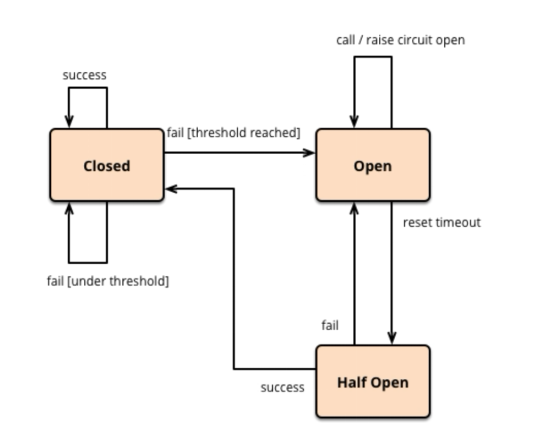 call / raise circuit open
success
fail [threshold reached]
Closed
Open
reset timeout
fail [under threshold]
fail
Half Open
success